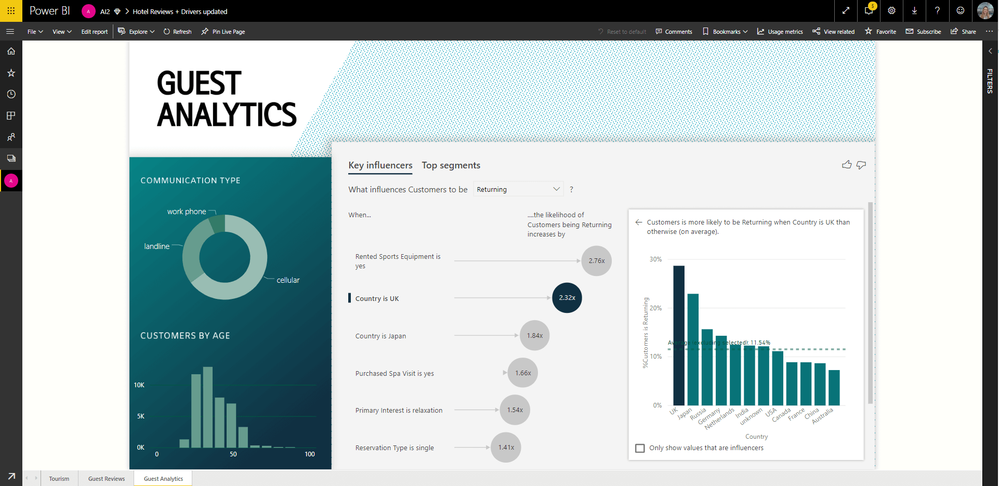 Power BI
A
AI2
Hotel Reviews + Drivers updated
5
?
File
View
Edit report
Explore
Refresh
Pin Live Page
Reset to default
Comments
Bookmarks
Usage metrics
View related
Favorite
Subscribe
Share
...
FILTERS
A
GUEST
ANALYTICS
COMMUNICATION TYPE
work phone
landline
cellular
CUSTOMERS BY AGE
10K
5K
0K
0
50
100
Key influencers
Top segments
What influences Customers to be
Returning
?
When...
....the likelihood of
Customers being Returning
increases by
Rented Sports Equipment is
yes
2.76x
Country is UK
2.32x
Country is Japan
1.84x
Purchased Spa Visit is yes
1.66x
Primary Interest is relaxation
1.54x
Reservation Type is single
1.41x
Customers is more likely to be Returning when Country is UK than
otherwise (on average).
%Customers is Returning
30%
20%
10%
0%
Average (excluding selected): 11.54%
UK
Japan
Russia
Germany
Netherlands
India
unknown
USA
Canada
France
China
Australia
Country
Only show values that are influencers
Tourism
Guest Reviews
Guest Analytics